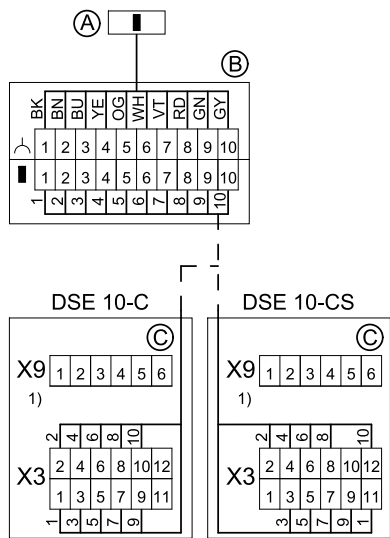 A
B
BK BN BU YE OG WH VT RD GN GY
1 2 3 4 5 6 7 8 9 10
1 2 3 4 5 6 7 8 9 10
1 2 3 4 5 6 7 8 9 10
DSE 10-C
C
X9 1 2 3 4 5 6
1)
2 4 6 8 10
X3
2 4 6 8 10 12
1 3 5 7 9 11
1 3 5 7 9
DSE 10-CS
C
X9 1 2 3 4 5 6
1)
2 4 6 8 10
X3
2 4 6 8 10 12
1 3 5 7 9 11
3 5 7 9 1